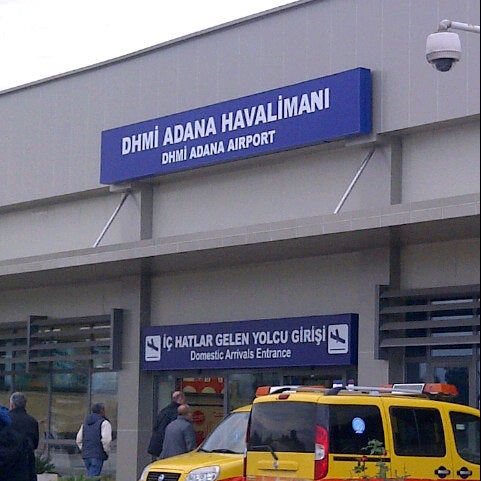 DHMİ ADANA HAVALİMANI
DHMİ ADANA AIRPORT
İÇ HATLAR GELEN YOLCU GİRİŞİ
Domestic Arrivals Entrance